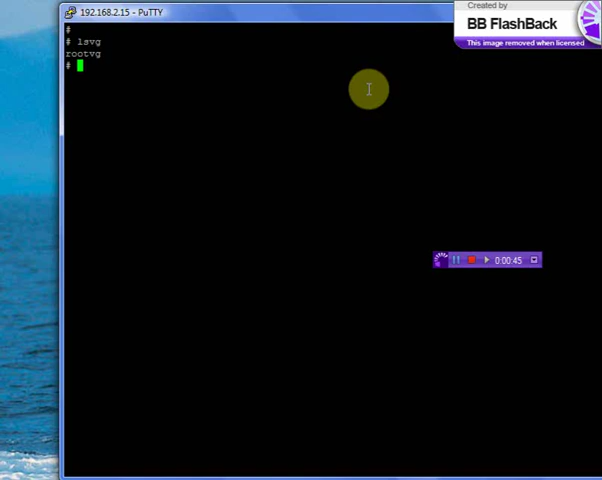 192.168.2.15 - PuTTY
Created by
BB FlashBack
This image removed when licensed
#
# lsvg
rootvg
#
0:00:45